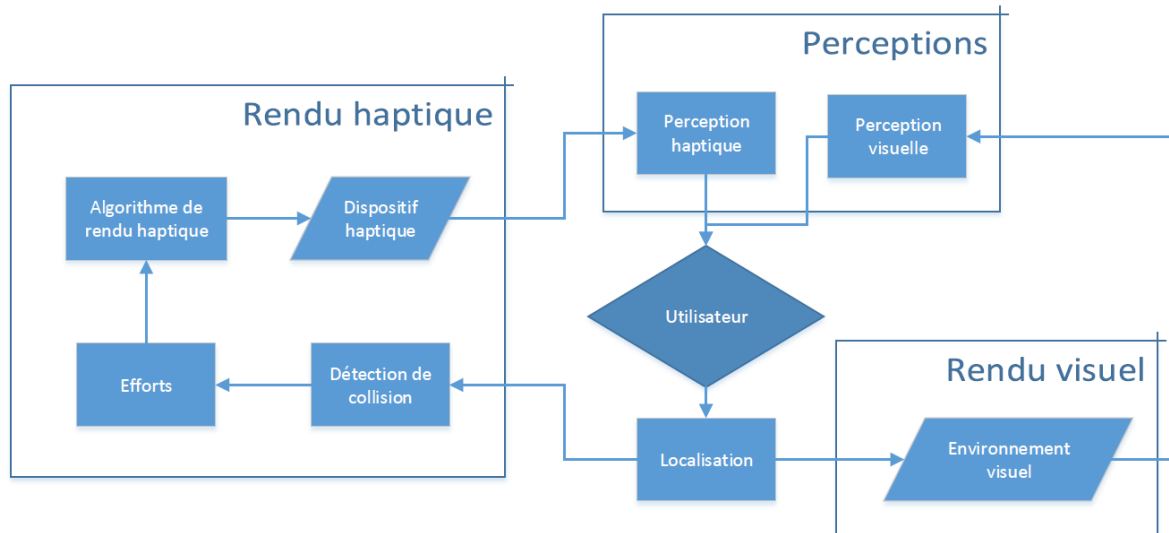 Perceptions
Rendu haptique
Perception
haptique
Perception
visuelle
Algorithme de
rendu haptique
Dispositif
haptique
Utilisateur
Efforts
Détection de
collision
Rendu visuel
Localisation
Environnement
visuel